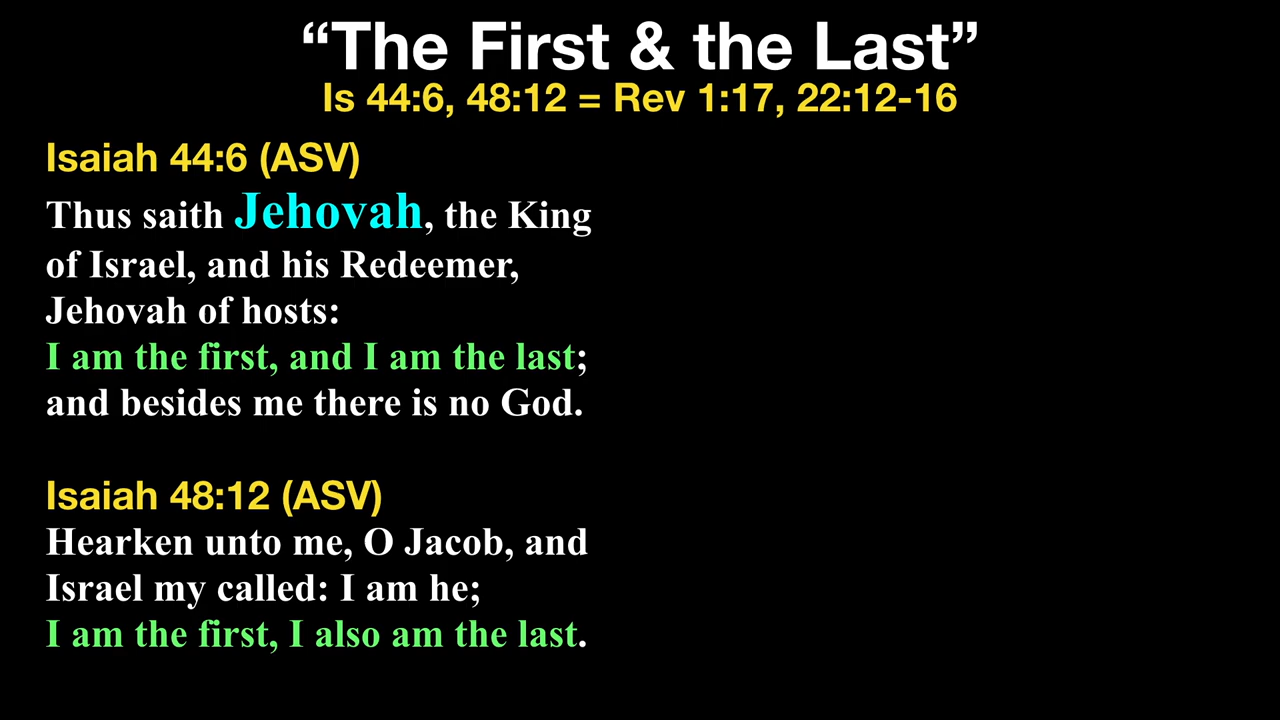 “The First & the Last”
Is 44:6, 48:12 = Rev 1:17, 22:12-16
Isaiah 44:6 (ASV)
Thus saith Jehovah, the King
of Israel, and his Redeemer,
Jehovah of hosts:
I am the first, and I am the last;
and besides me there is no God.
Isaiah 48:12 (ASV)
Hearken unto me, O Jacob, and
Israel my called: I am he;
I am the first, I also am the last.